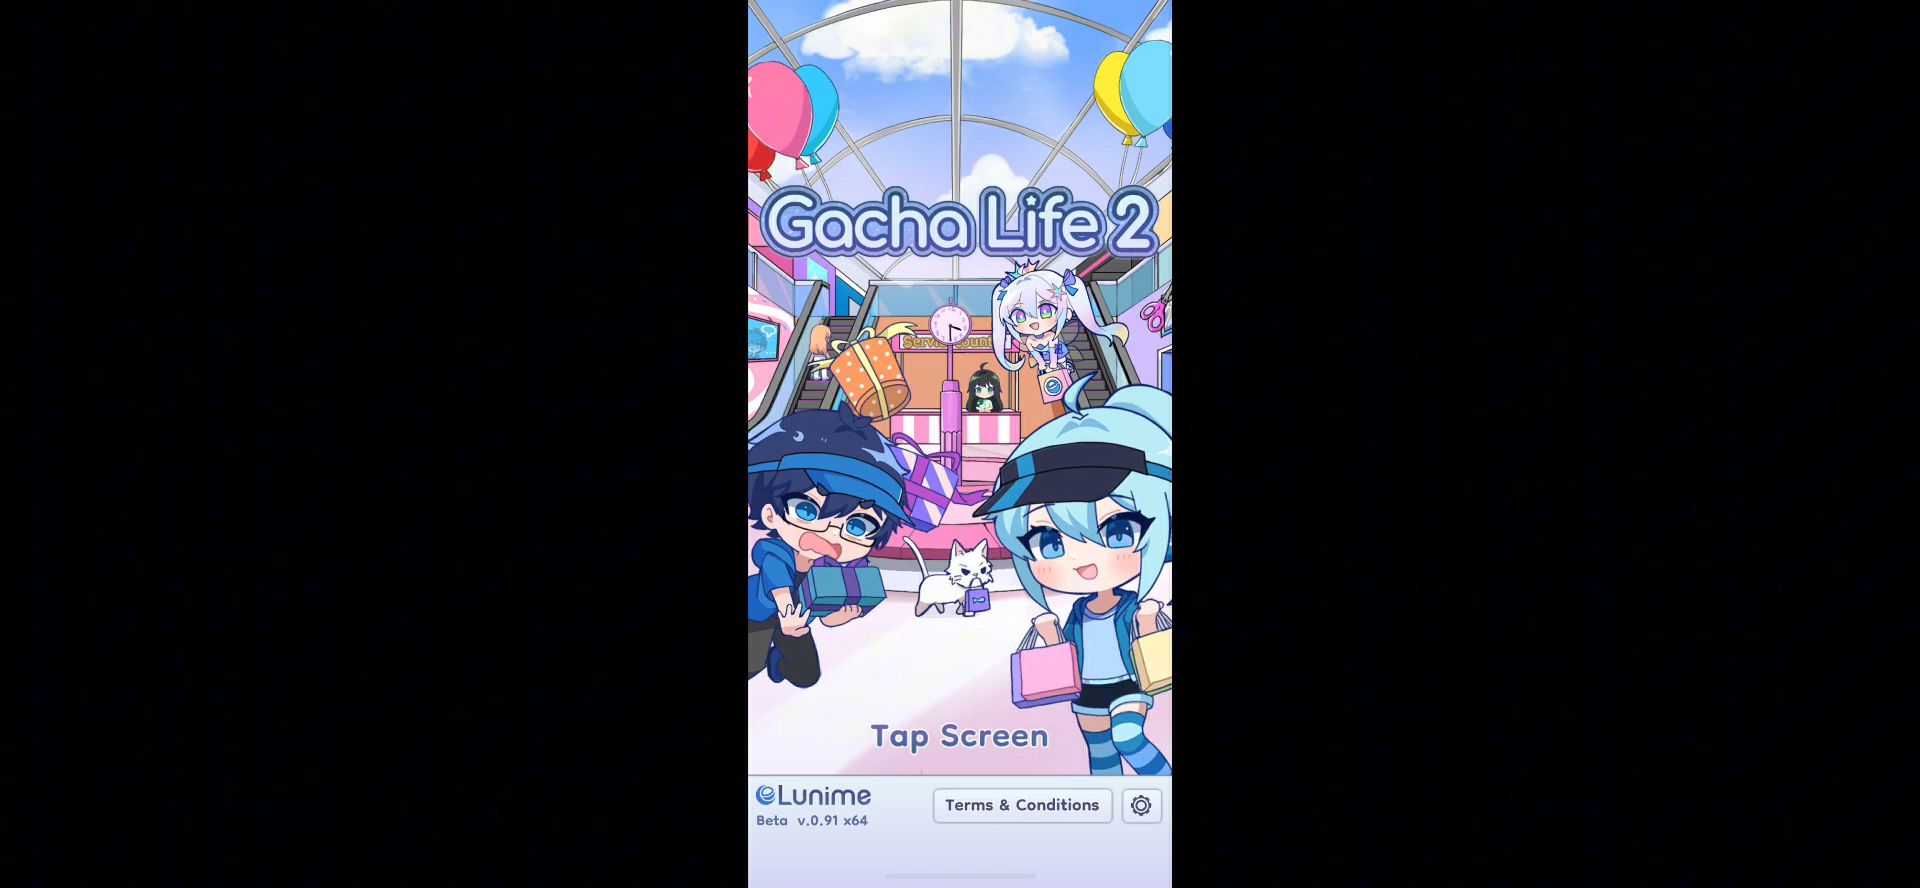 Gacha Life 2
Tap Screen
Lunime
Terms & Conditions
Beta v.0.91 x64